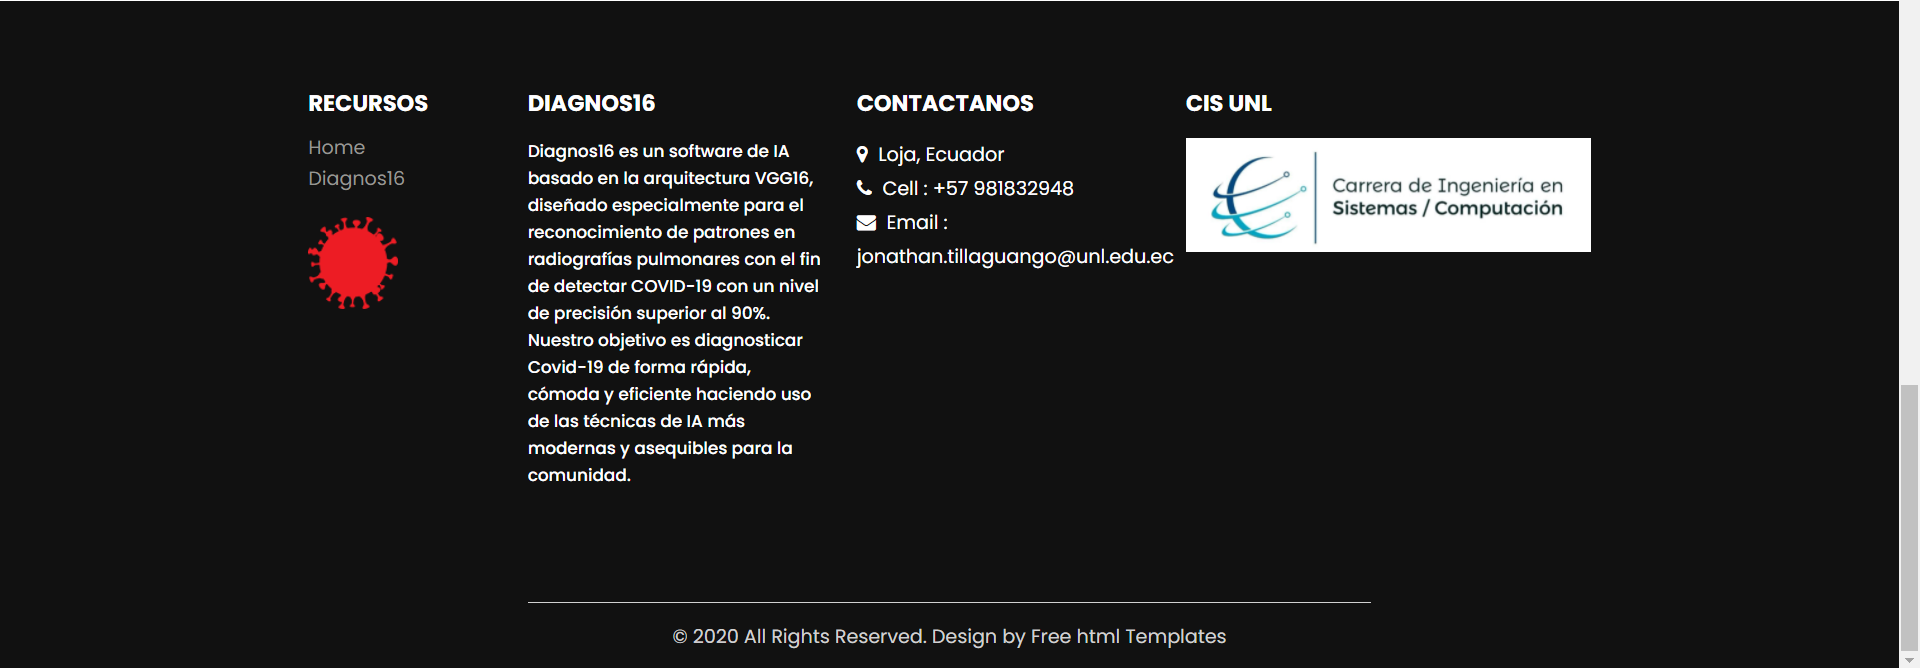 RECURSOS
Home
Diagnos16
DIAGNOS16
Diagnos16 es un software de IA
basado en la arquitectura VGG16,
diseñado especialmente para el
reconocimiento de patrones en
radiografías pulmonares con el fin
de detectar COVID-19 con un nivel
de precisión superior al 90%.
Nuestro objetivo es diagnosticar
Covid-19 de forma rápida,
cómoda y eficiente haciendo uso
de las técnicas de IA más
modernas y asequibles para la
comunidad.
CONTACTANOS
Loja, Ecuador
Cell : +57 981832948
Email :
jonathan.tillaguango@unl.edu.ec
CIS UNL
Carrera de Ingeniería en
Sistemas / Computación
© 2020 All Rights Reserved. Design by Free html Templates